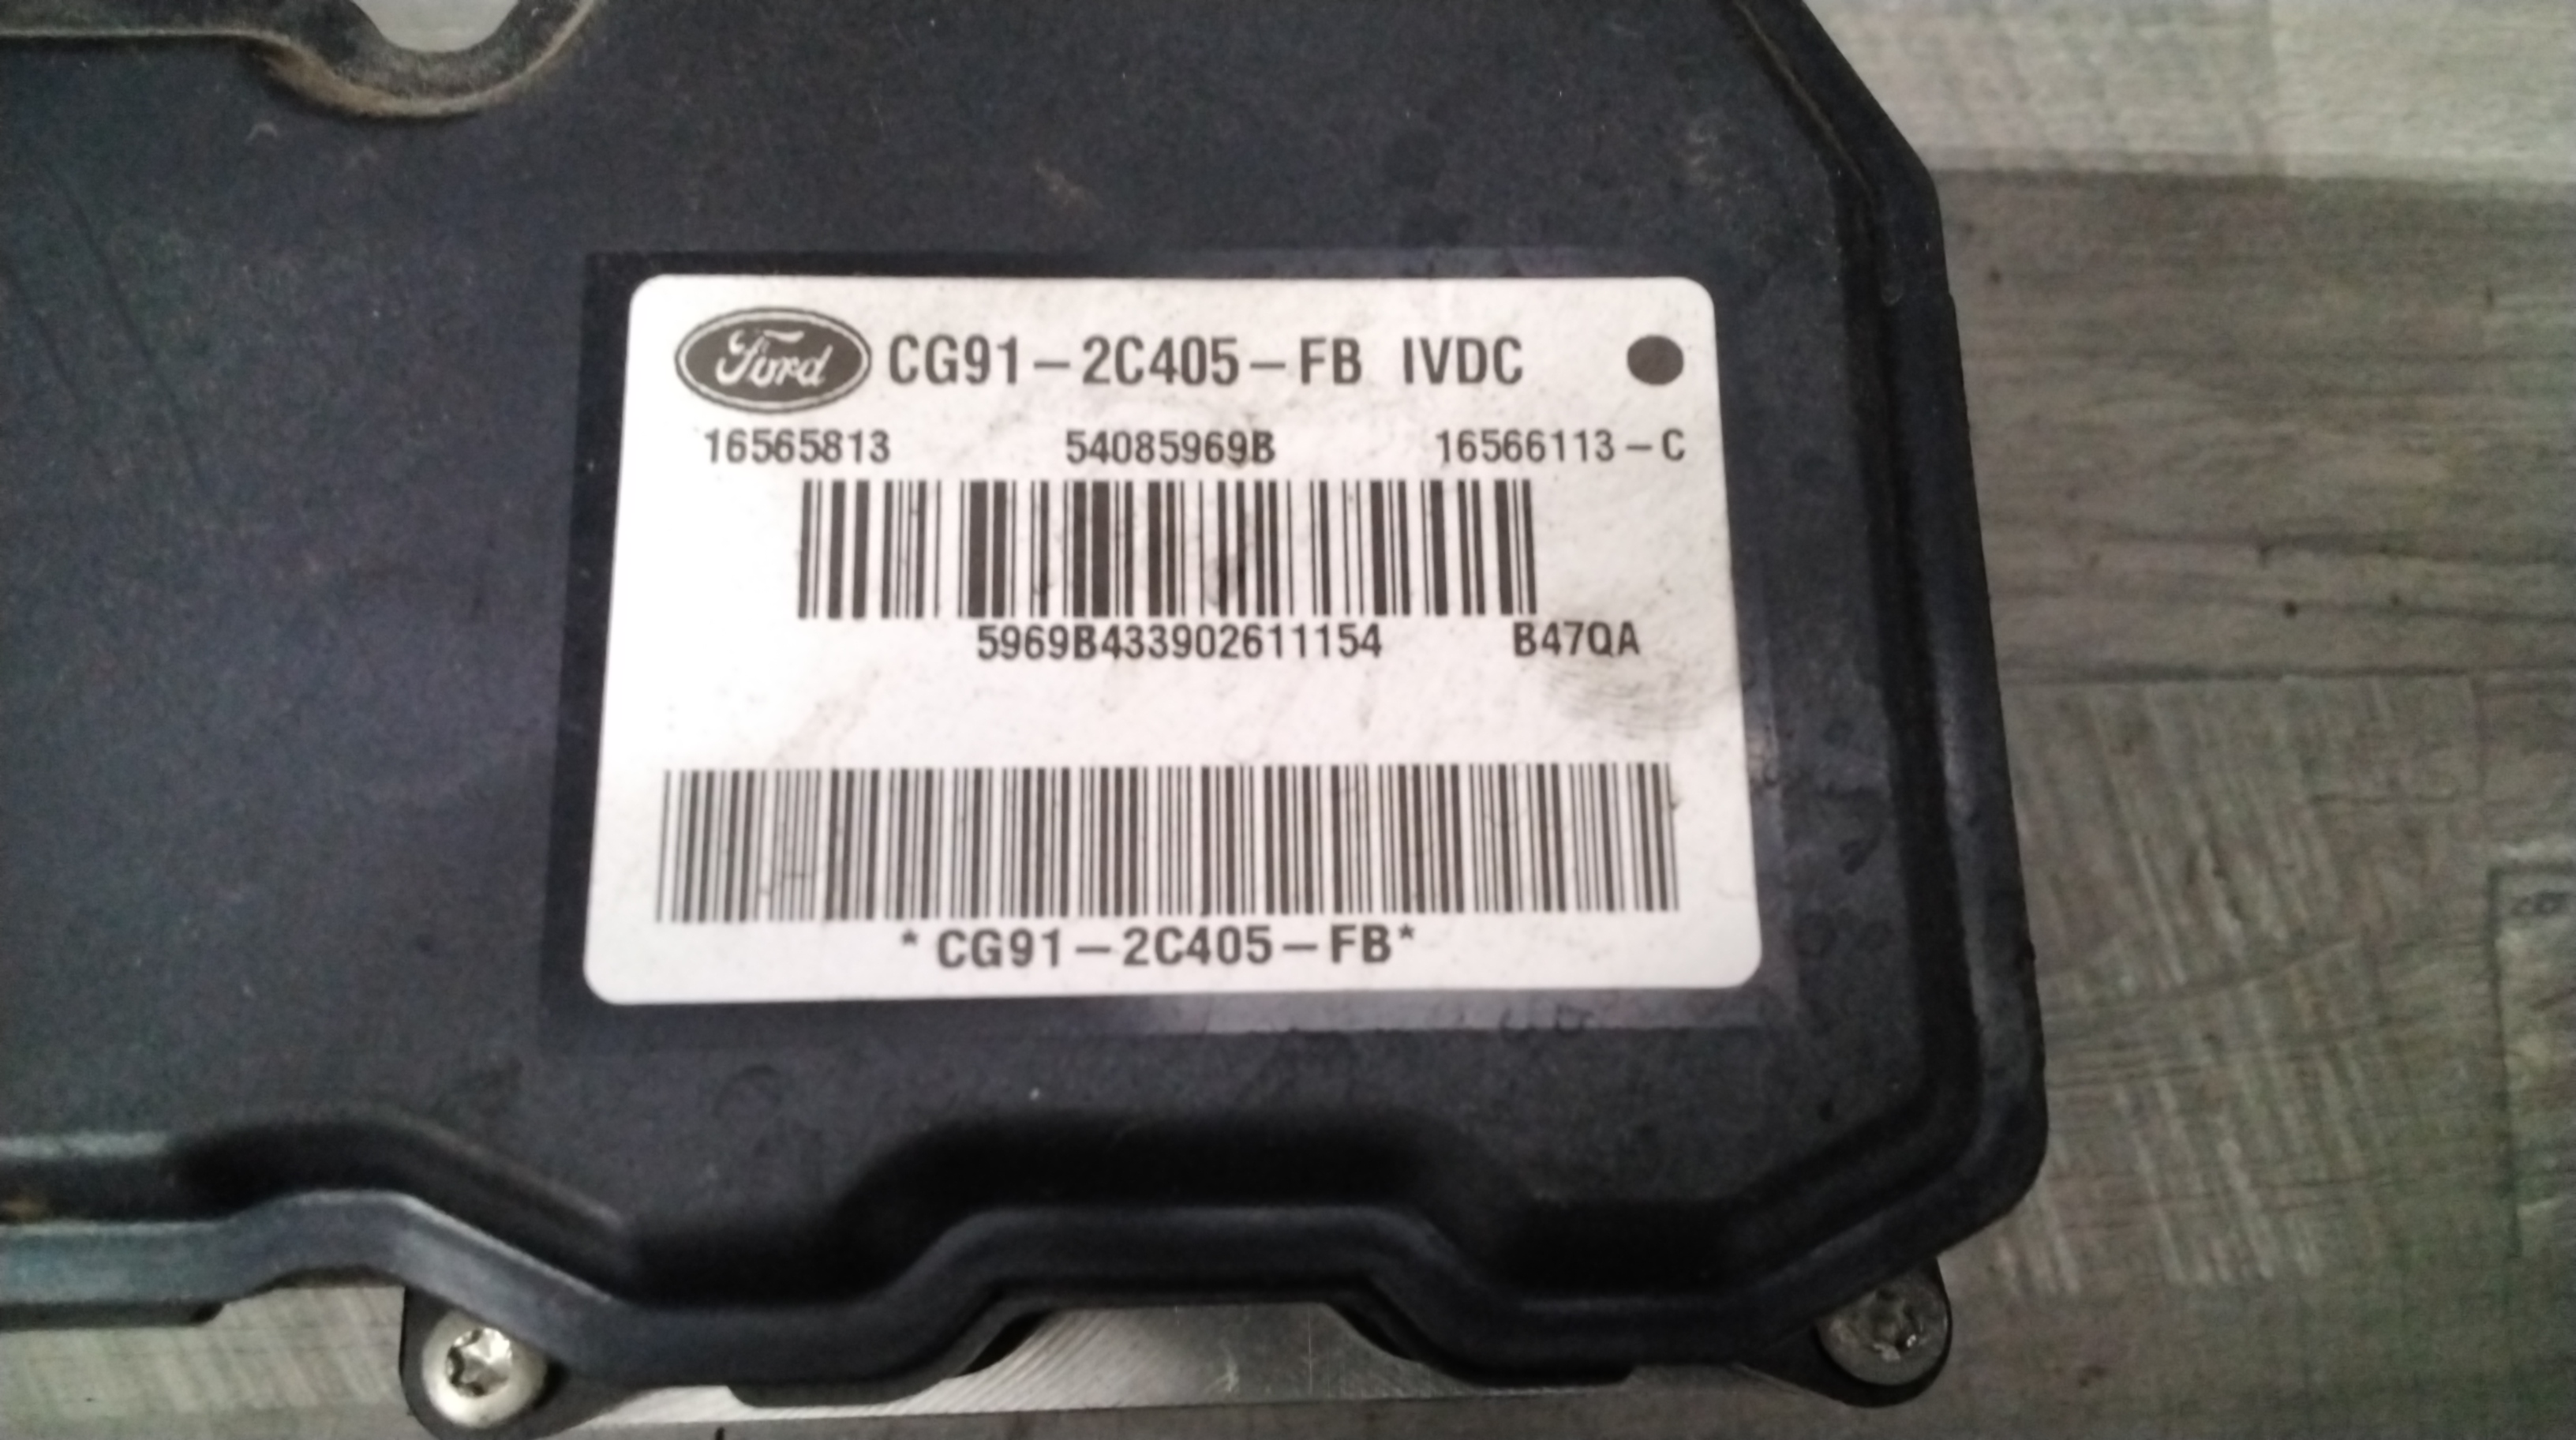 Ford CG91-2C405-FB IVDC
16565813 54085969B 16566113-C
5969B433902611154 B47QA
*CG91-2C405-FB*